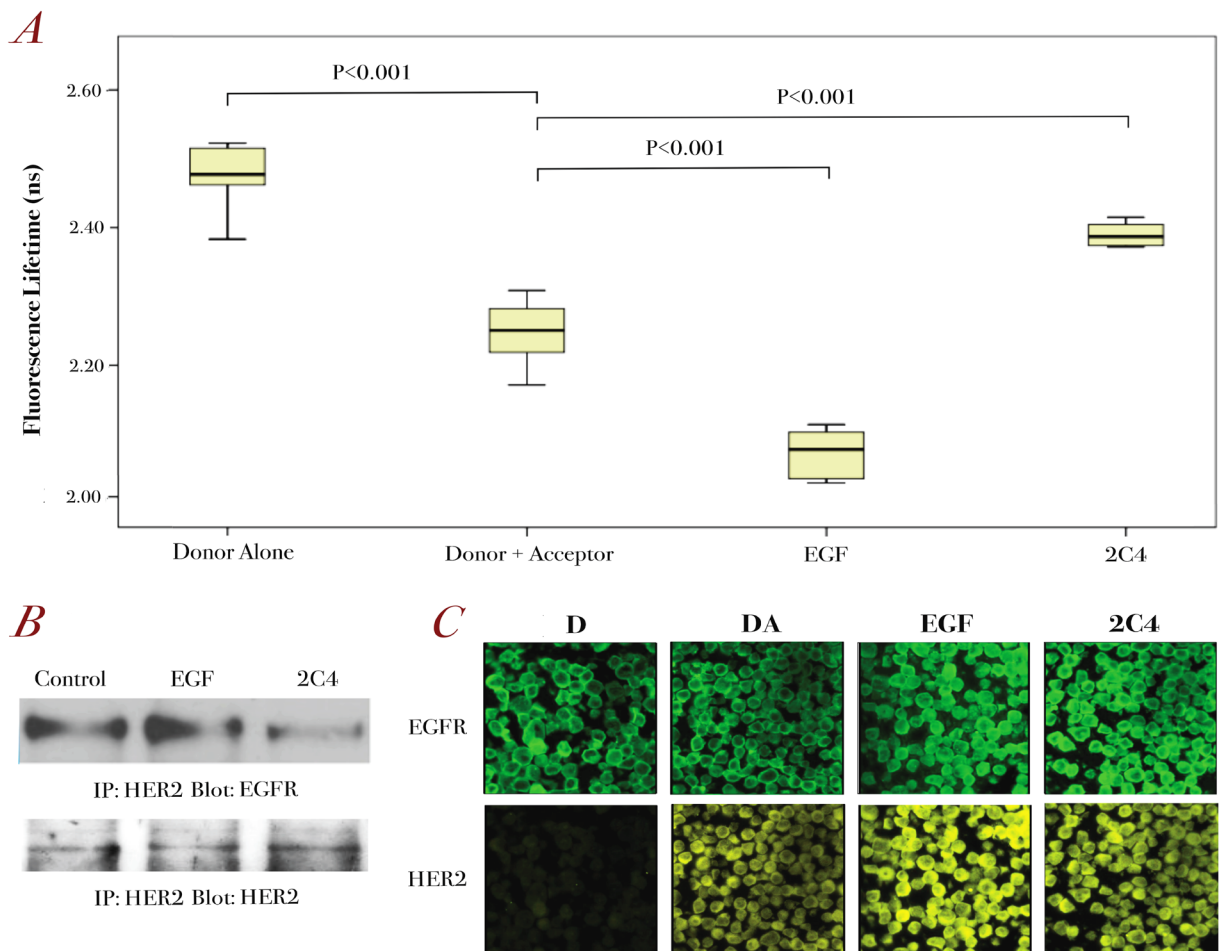 A
Fluorescence Lifetime (ns)
2.60
2.40
2.20
2.00
P<0.001
P<0.001
P<0.001
Donor Alone
Donor + Acceptor
EGF
2C4
B
Control EGF 2C4
IP: HER2 Blot: EGFR
IP: HER2 Blot: HER2
C
D DA EGF 2C4
EGFR
HER2